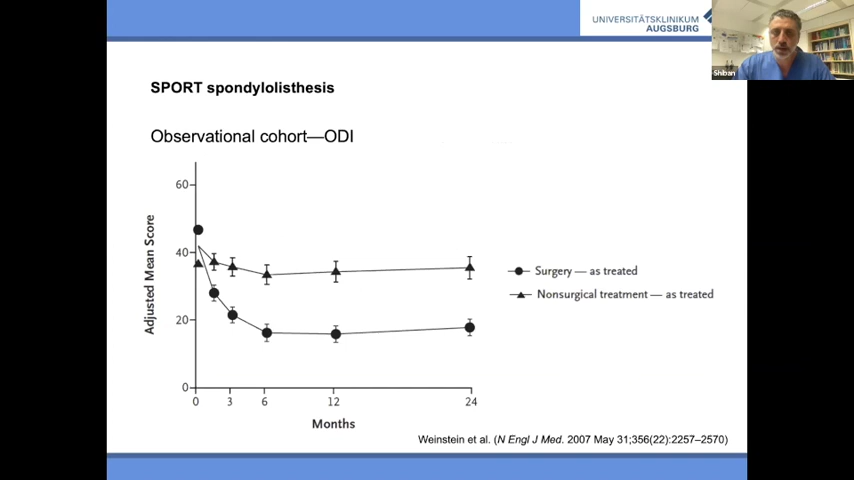 UNIVERSITÄTSKLINIKUM
AUGSBURG
Shiban
SPORT spondylolisthesis
Observational cohort—ODI
60
40
20
0
Adjusted Mean Score
0 3 6 12 24
Months
Surgery — as treated
Nonsurgical treatment — as treated
Weinstein et al. (N Engl J Med. 2007 May 31;356(22):2257–2570)